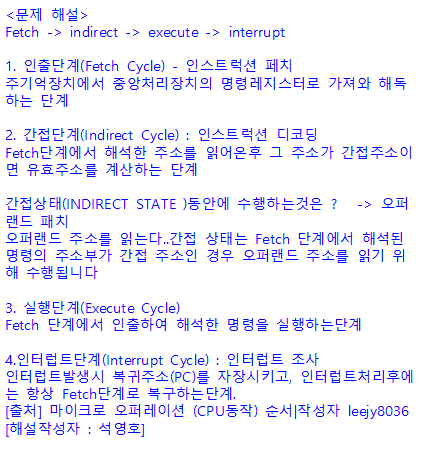 <문제 해설>
Fetch -> indirect -> execute -> interrupt
1. 인출단계(Fetch Cycle) - 인스트럭션 페치
주기억장치에서 중앙처리장치의 명령레지스터로 가져와 해독
하는 단계
2. 간접단계(Indirect Cycle) : 인스트럭션 디코딩
Fetch단계에서 해석한 주소를 읽어온후 그 주소가 간접주소이
면 유효주소를 계산하는 단계
간접상태(INDIRECT STATE )동안에 수행하는것은 ? -> 오퍼
랜드 패치
오퍼랜드 주소를 읽는다..간접 상태는 Fetch 단계에서 해석된
명령의 주소부가 간접 주소인 경우 오퍼랜드 주소를 읽기 위
해 수행됩니다
3. 실행단계(Execute Cycle)
Fetch 단계에서 인출하여 해석한 명령을 실행하는단계
4.인터럽트단계(Interrupt Cycle) : 인터럽트 조사
인터럽트발생시 복귀주소(PC)를 자장시키고, 인터럽트처리후에
는 항상 Fetch단계로 복구하는단계.
[출처] 마이크로 오퍼레이션 (CPU동작) 순서|작성자 leejy8036
[해설작성자 : 석영호]